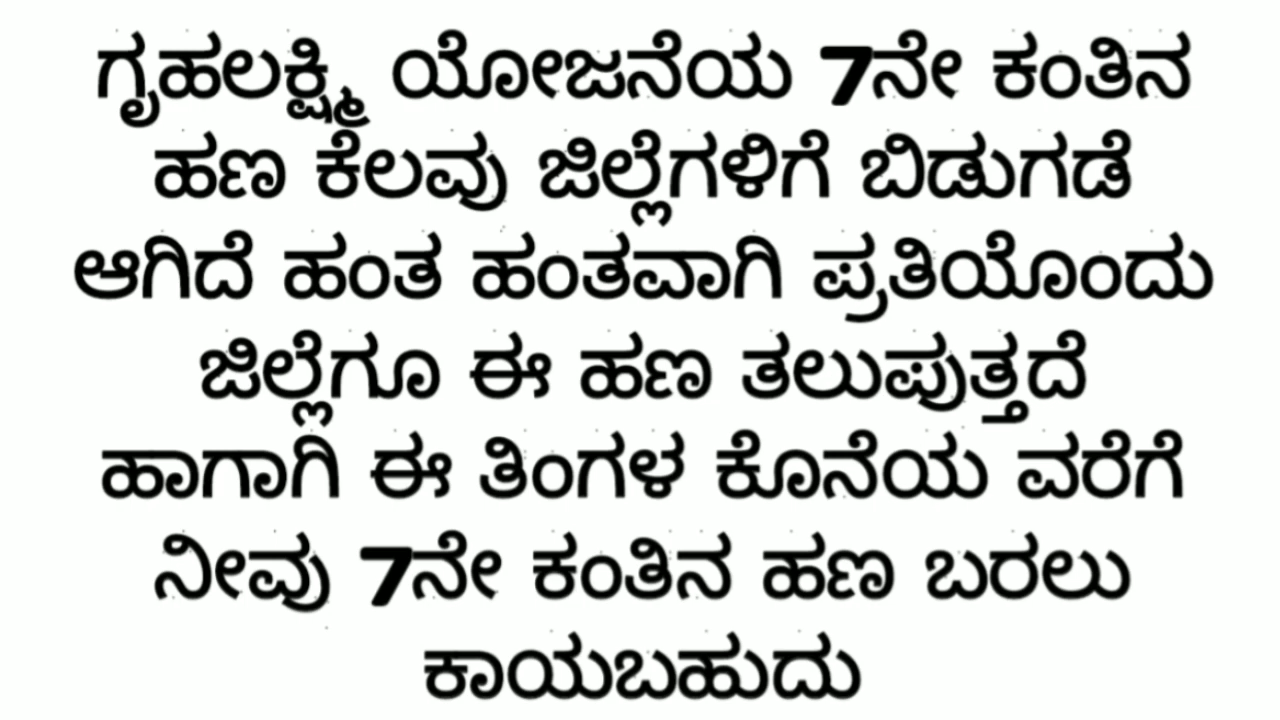 ಗೃಹಲಕ್ಷ್ಮಿ ಯೋಜನೆಯ 7ನೇ ಕಂತಿನ
ಹಣ ಕೆಲವು ಜಿಲ್ಲೆಗಳಿಗೆ ಬಿಡುಗಡೆ
ಆಗಿದೆ ಹಂತ ಹಂತವಾಗಿ ಪ್ರತಿಯೊಂದು
ಜಿಲ್ಲೆಗೂ ಈ ಹಣ ತಲುಪುತ್ತದೆ
ಹಾಗಾಗಿ ಈ ತಿಂಗಳ ಕೊನೆಯ ವರೆಗೆ
ನೀವು 7ನೇ ಕಂತಿನ ಹಣ ಬರಲು
ಕಾಯಬಹುದು